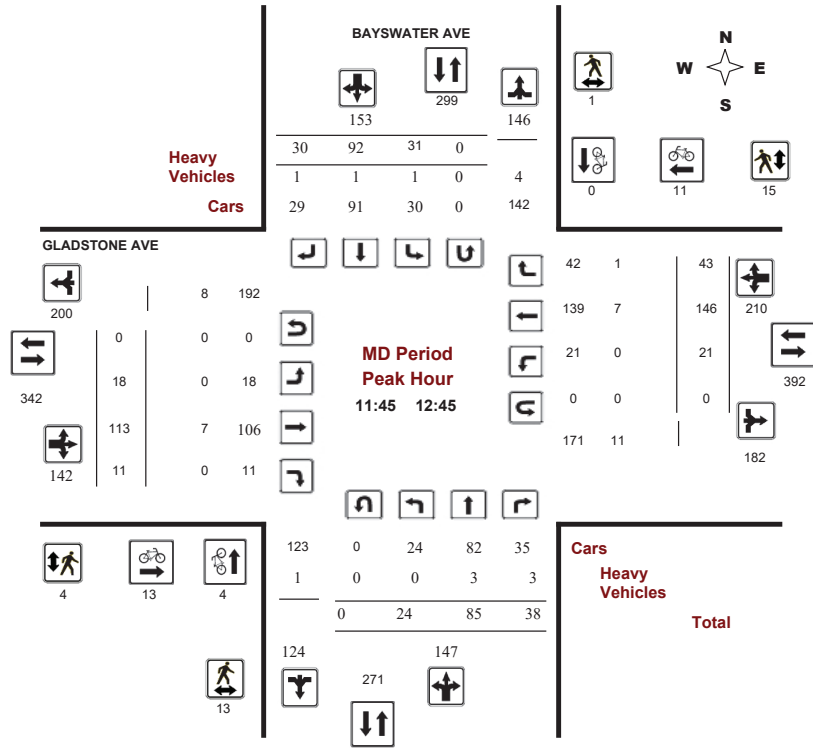 BAYSWATER AVE
N
W E
S
299
1
153 146
30 92 31 0
Heavy
Vehicles
1 1 1 0 4
0 11 15
Cars
29 91 30 0 142
GLADSTONE AVE
42 1 43
200
8 192
139 7 146 210
0 0 0
MD Period
Peak Hour
11:45 12:45
18 0 18
21 0 21
392
342
0 0 0
113 7 106
171 11
182
142
11 0 11
123 0 24 82 35
Cars
1 0 0 3 3
Heavy
Vehicles
4 13 4
0 24 85 38
Total
124 147
271
13